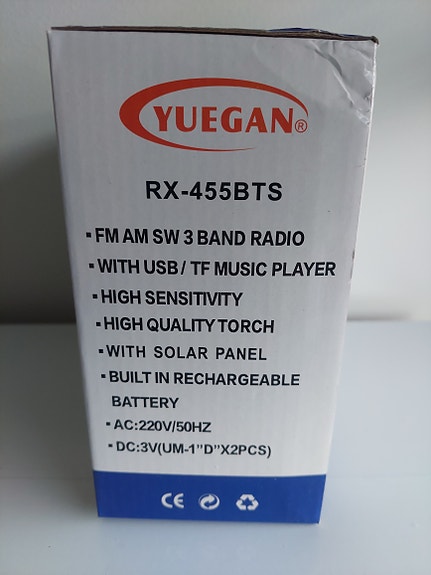 YUEGAN®
RX-455BTS
▪FM AM SW 3 BAND RADIO
▪WITH USB/ TF MUSIC PLAYER
▪HIGH SENSITIVITY
▪HIGH QUALITY TORCH
▪WITH SOLAR PANEL
▪BUILT IN RECHARGEABLE
BATTERY
▪AC:220V/50HZ
▪DC:3V(UM-1"D"X2PCS)
CE